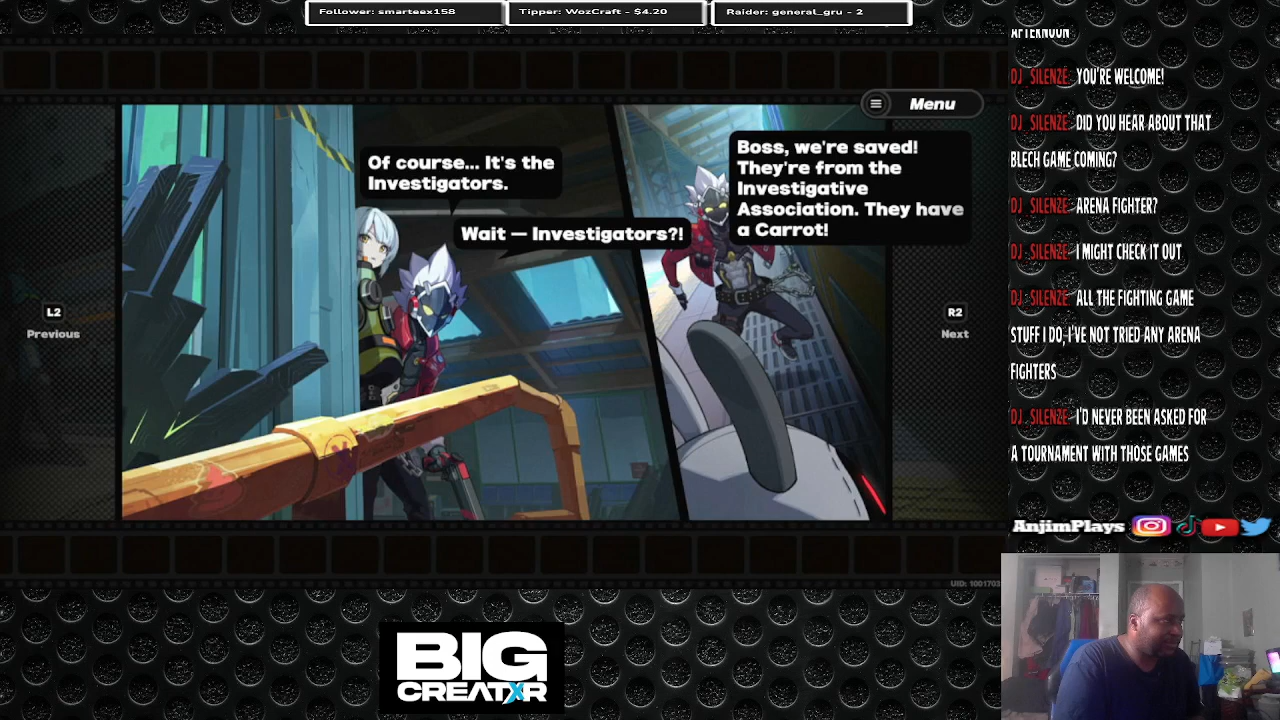 Follower: smarteex158
Tipper: WozCraft - $4.20
Raider: general_gru - 2
Menu
Of course... It's the
Investigators.
Wait — Investigators?!
Boss, we're saved!
They're from the
Investigative
Association. They have
a Carrot!
L2
Previous
R2
Next
UID: 1001703
BIG
CREATXR
AFTERNOON
DJ_SILENZE: YOU'RE WELCOME!
DJ_SILENZE: DID YOU HEAR ABOUT THAT
BLECH GAME COMING?
DJ_SILENZE: ARENA FIGHTER?
DJ_SILENZE: I MIGHT CHECK IT OUT
DJ_SILENZE: ALL THE FIGHTING GAME
STUFF I DO, I'VE NOT TRIED ANY ARENA
FIGHTERS
DJ_SILENZE: I'D NEVER BEEN ASKED FOR
A TOURNAMENT WITH THOSE GAMES
AnjimPlays